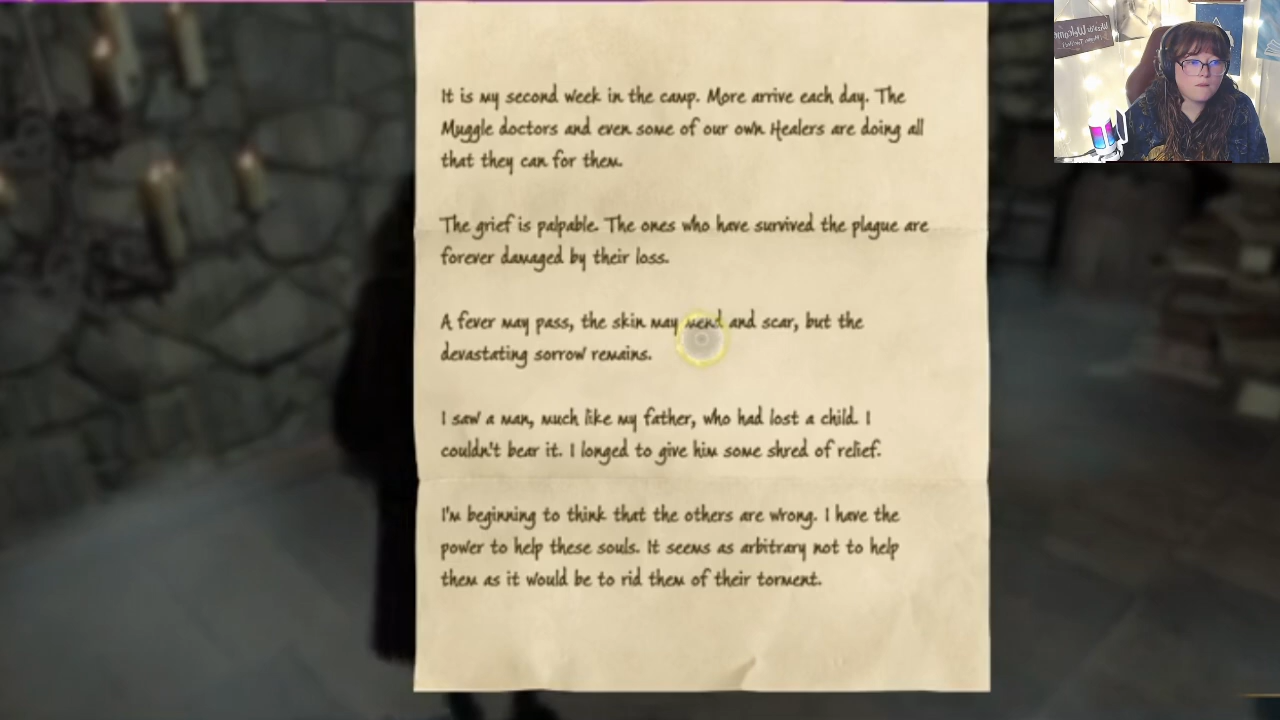 It is my second week in the camp. More arrive each day. The
Muggle doctors and even some of our own Healers are doing all
that they can for them.
The grief is palpable. The ones who have survived the plague are
forever damaged by their loss.
A fever may pass, the skin may mend and scar, but the
devastating sorrow remains.
I saw a man, much like my father, who had lost a child. I
couldn't bear it. I longed to give him some shred of relief.
I'm beginning to think that the others are wrong. I have the
power to help these souls. It seems as arbitrary not to help
them as it would be to rid them of their torment.